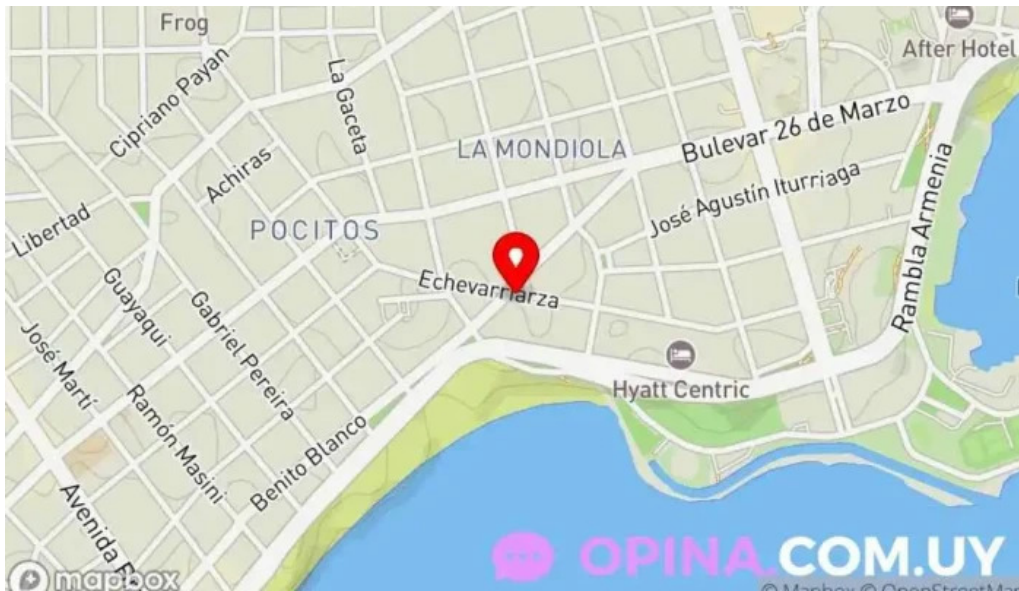 Frog
After Hotel
Cipriano Payan
La Gaceta
LA MONDIOLA
Bulevar 26 de Marzo
Achiras
José Agustín Iturriaga
Libertad
POCITOS
Rambla Armenia
Echevarriarza
Guayaqui
Gabriel Pereira
José Martí
Hyatt Centric
Ramón Masini
Benito Blanco
Avenida
OPINA.COM.UY
mapbox
© Mapbox © OpenStreetMap